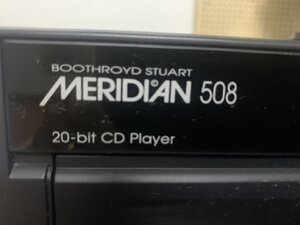 BOOTHROYD STUART
MERIDIAN 508
20-bit CD Player